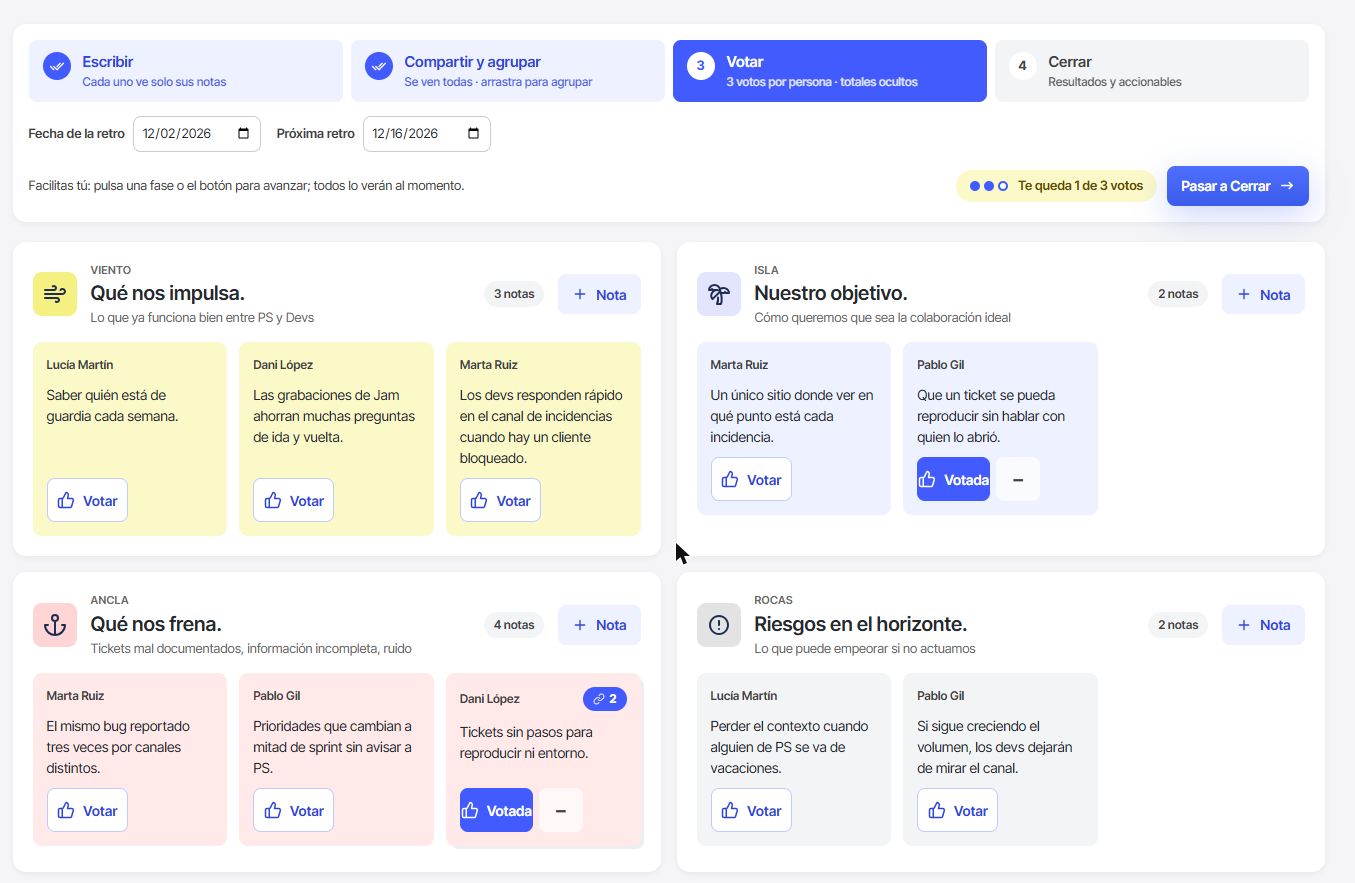 Escribir
Cada uno ve solo sus notas
Compartir y agrupar
Se ven todas · arrastra para agrupar
3
Votar
3 votos por persona · totales ocultos
4
Cerrar
Resultados y accionables
Fecha de la retro
12/02/2026
Próxima retro
12/16/2026
Facilitas tú: pulsa una fase o el botón para avanzar; todos lo verán al momento.
Te queda 1 de 3 votos
Pasar a Cerrar →
VIENTO
Qué nos impulsa.
Lo que ya funciona bien entre PS y Devs
3 notas
+ Nota
Lucía Martín
Saber quién está de
guardia cada semana.
Votar
Dani López
Las grabaciones de Jam
ahorran muchas preguntas
de ida y vuelta.
Votar
Marta Ruiz
Los devs responden rápido
en el canal de incidencias
cuando hay un cliente
bloqueado.
Votar
ISLA
Nuestro objetivo.
Cómo queremos que sea la colaboración ideal
2 notas
+ Nota
Marta Ruiz
Un único sitio donde ver en
qué punto está cada
incidencia.
Votar
Pablo Gil
Que un ticket se pueda
reproducir sin hablar con
quien lo abrió.
Votada
−
ANCLA
Qué nos frena.
Tickets mal documentados, información incompleta, ruido
4 notas
+ Nota
Marta Ruiz
El mismo bug reportado
tres veces por canales
distintos.
Votar
Pablo Gil
Prioridades que cambian a
mitad de sprint sin avisar a
PS.
Votar
Dani López
2
Tickets sin pasos para
reproducir ni entorno.
Votada
−
ROCAS
Riesgos en el horizonte.
Lo que puede empeorar si no actuamos
2 notas
+ Nota
Lucía Martín
Perder el contexto cuando
alguien de PS se va de
vacaciones.
Votar
Pablo Gil
Si sigue creciendo el
volumen, los devs dejarán
de mirar el canal.
Votar